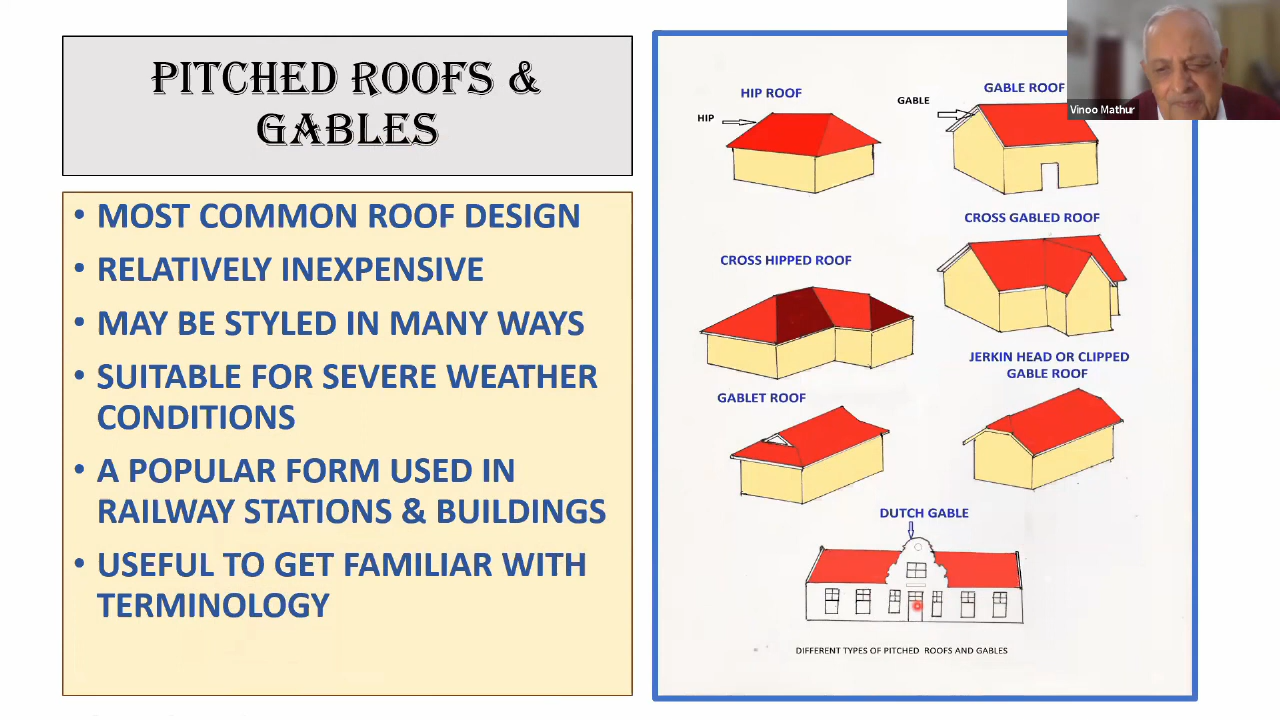 PITCHED ROOFS &
GABLES
• MOST COMMON ROOF DESIGN
• RELATIVELY INEXPENSIVE
• MAY BE STYLED IN MANY WAYS
• SUITABLE FOR SEVERE WEATHER
CONDITIONS
• A POPULAR FORM USED IN
RAILWAY STATIONS & BUILDINGS
• USEFUL TO GET FAMILIAR WITH
TERMINOLOGY
HIP ROOF
HIP
GABLE ROOF
GABLE
Vinoo Mathur
CROSS HIPPED ROOF
CROSS GABLED ROOF
GABLET ROOF
JERKIN HEAD OR CLIPPED
GABLE ROOF
DUTCH GABLE
DIFFERENT TYPES OF PITCHED ROOFS AND GABLES